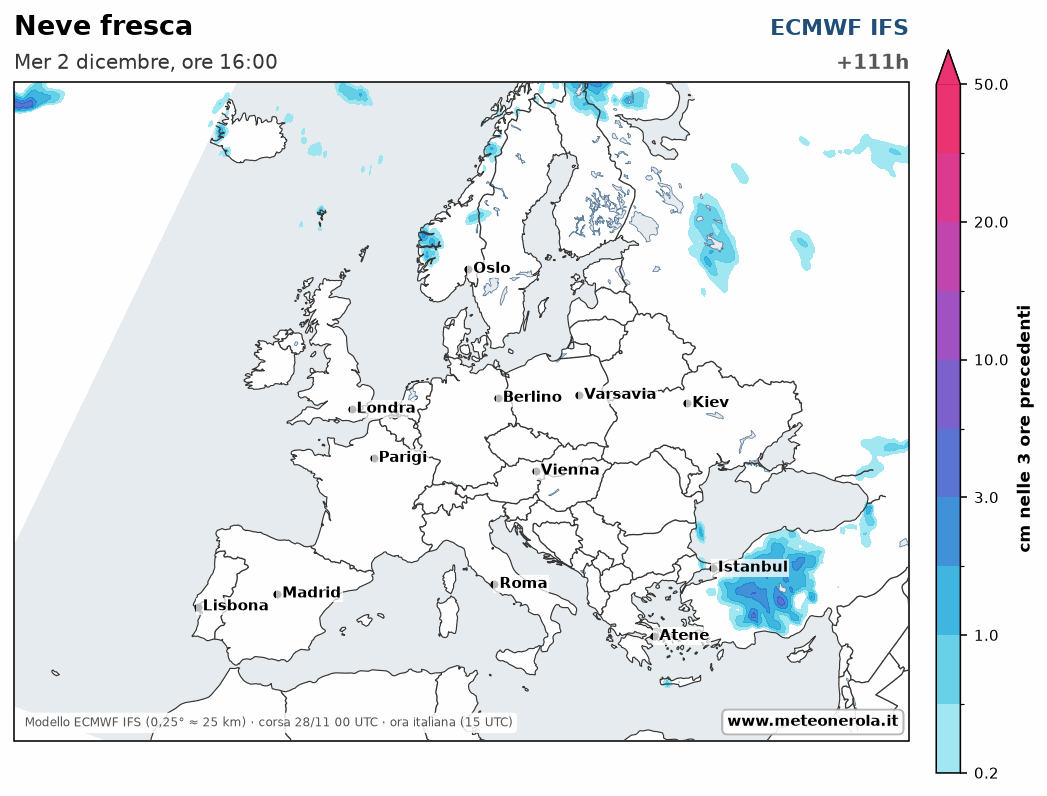 Neve fresca
ECMWF IFS
Mer 2 dicembre, ore 16:00
+111h
50.0
20.0
10.0
3.0
1.0
0.2
cm nelle 3 ore precedenti
Oslo
Berlino
Varsavia
Kiev
Londra
Parigi
Vienna
Istanbul
Roma
Madrid
Lisbona
Atene
Modello ECMWF IFS (0,25° ≈ 25 km) · corsa 28/11 00 UTC · ora italiana (15 UTC)
www.meteonerola.it